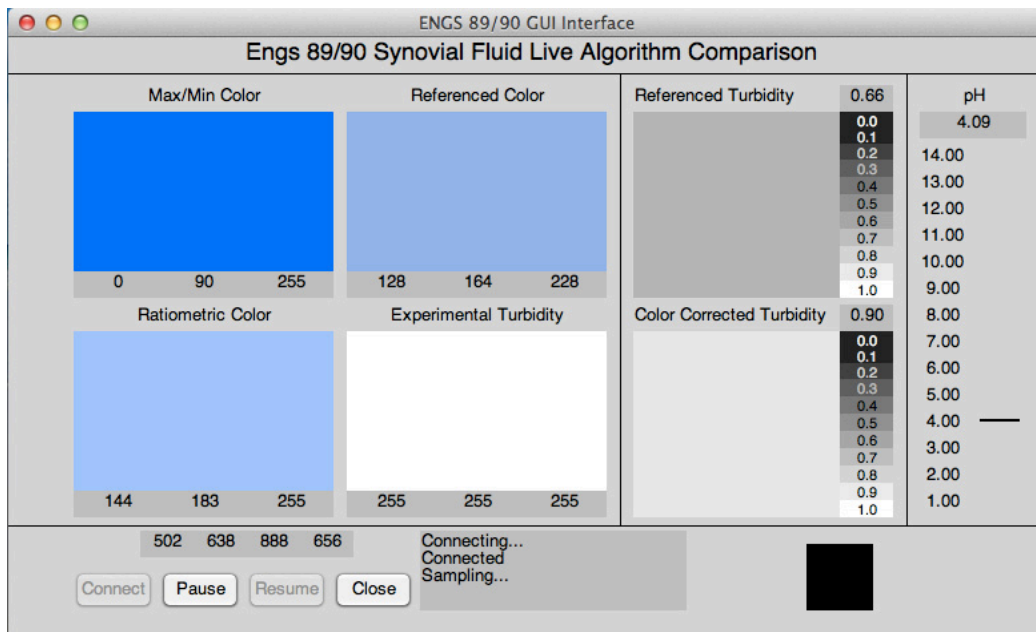 ENGS 89/90 GUI Interface
Engs 89/90 Synovial Fluid Live Algorithm Comparison
Max/Min Color
0 90 255
Referenced Color
128 164 228
Ratiometric Color
144 183 255
Experimental Turbidity
255 255 255
Referenced Turbidity 0.66
0.0
0.1
0.2
0.3
0.4
0.5
0.6
0.7
0.8
0.9
1.0
Color Corrected Turbidity 0.90
0.0
0.1
0.2
0.3
0.4
0.5
0.6
0.7
0.8
0.9
1.0
pH
4.09
14.00
13.00
12.00
11.00
10.00
9.00
8.00
7.00
6.00
5.00
4.00
3.00
2.00
1.00
502 638 888 656
Connect Pause Resume Close
Connecting...
Connected
Sampling...